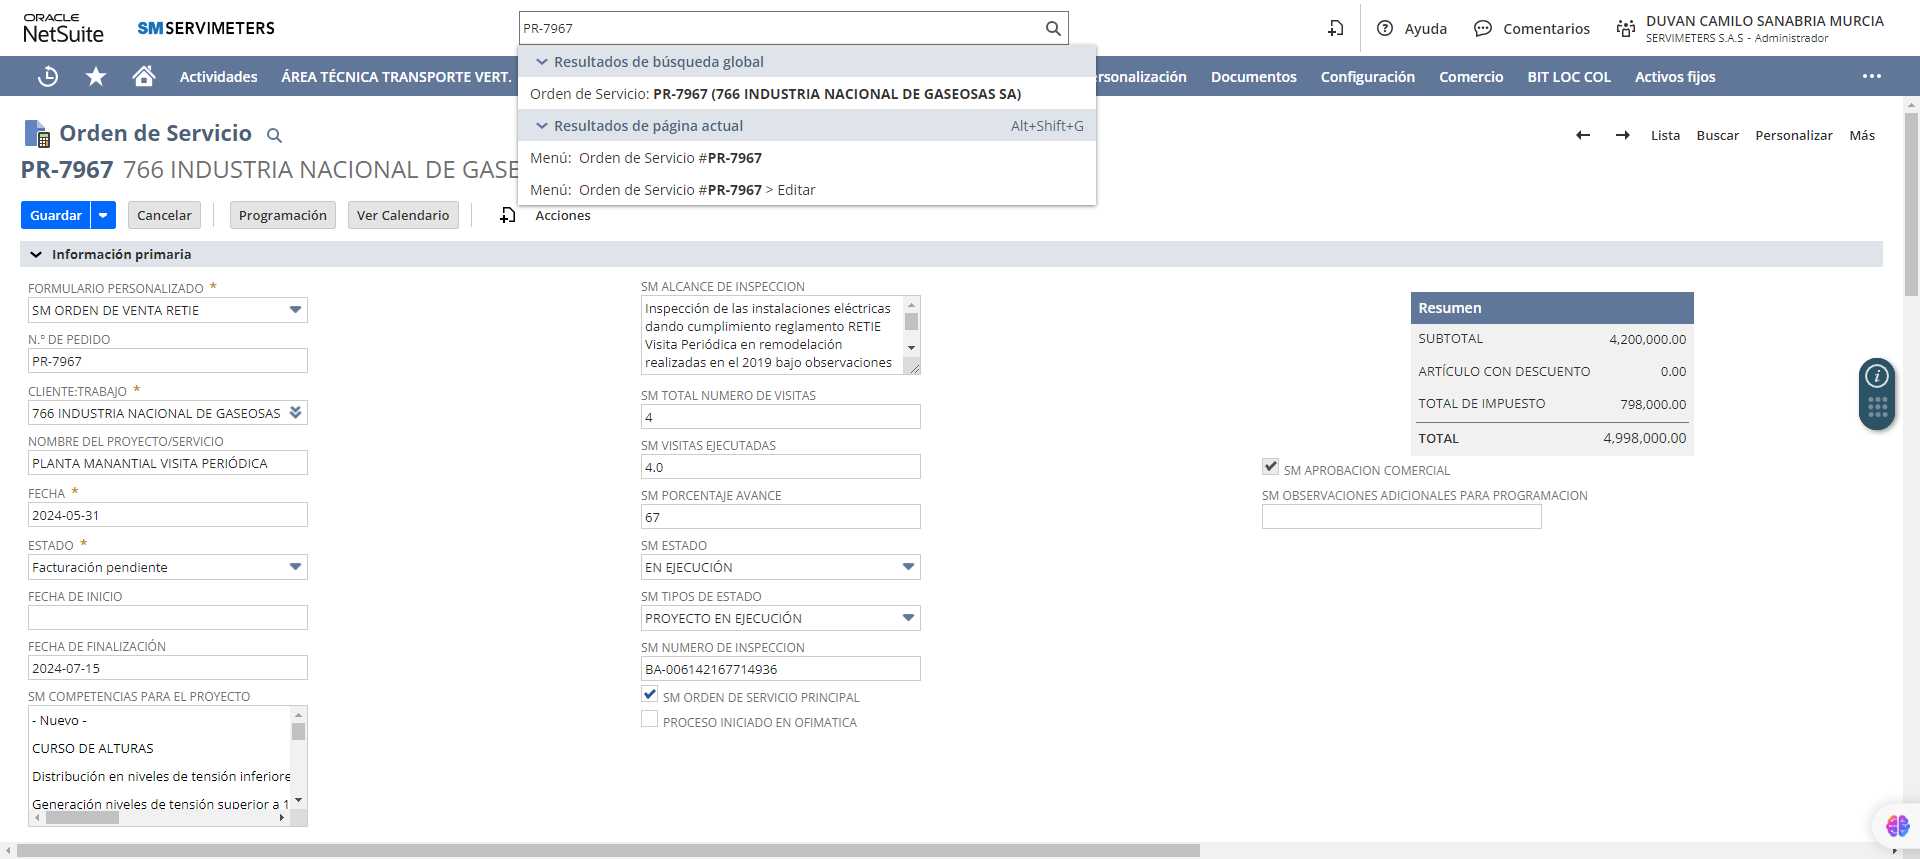 ORACLE
NetSuite
SM SERVIMETERS
PR-7967
Ayuda
Comentarios
DUVAN CAMILO SANABRIA MURCIA
SERVIMETERS S.A.S - Administrador
Actividades
ÁREA TÉCNICA TRANSPORTE VERT.
Documentos
Configuración
Comercio
BIT LOC COL
Activos fijos
Resultados de búsqueda global
Orden de Servicio: PR-7967 (766 INDUSTRIA NACIONAL DE GASEOSAS SA)
Resultados de página actual
Alt+Shift+G
Menú: Orden de Servicio #PR-7967
Menú: Orden de Servicio #PR-7967 > Editar
Orden de Servicio
Lista
Buscar
Personalizar
Más
PR-7967 766 INDUSTRIA NACIONAL DE GASE
Guardar
Cancelar
Programación
Ver Calendario
Acciones
Información primaria
FORMULARIO PERSONALIZADO *
SM ORDEN DE VENTA RETIE
N.º DE PEDIDO
PR-7967
CLIENTE:TRABAJO *
766 INDUSTRIA NACIONAL DE GASEOSAS
NOMBRE DEL PROYECTO/SERVICIO
PLANTA MANANTIAL VISITA PERIÓDICA
FECHA *
2024-05-31
ESTADO *
Facturación pendiente
FECHA DE INICIO
FECHA DE FINALIZACIÓN
2024-07-15
SM COMPETENCIAS PARA EL PROYECTO
- Nuevo -
CURSO DE ALTURAS
Distribución en niveles de tensión inferiore
Generación niveles de tensión superior a 1
SM ALCANCE DE INSPECCION
Inspección de las instalaciones eléctricas
dando cumplimiento reglamento RETIE
Visita Periódica en remodelación
realizadas en el 2019 bajo observaciones
SM TOTAL NUMERO DE VISITAS
4
SM VISITAS EJECUTADAS
4.0
SM PORCENTAJE AVANCE
67
SM ESTADO
EN EJECUCIÓN
SM TIPOS DE ESTADO
PROYECTO EN EJECUCIÓN
SM NUMERO DE INSPECCION
BA-006142167714936
SM ORDEN DE SERVICIO PRINCIPAL
PROCESO INICIADO EN OFIMATICA
Resumen
SUBTOTAL 4,200,000.00
ARTÍCULO CON DESCUENTO 0.00
TOTAL DE IMPUESTO 798,000.00
TOTAL 4,998,000.00
SM APROBACION COMERCIAL
SM OBSERVACIONES ADICIONALES PARA PROGRAMACION